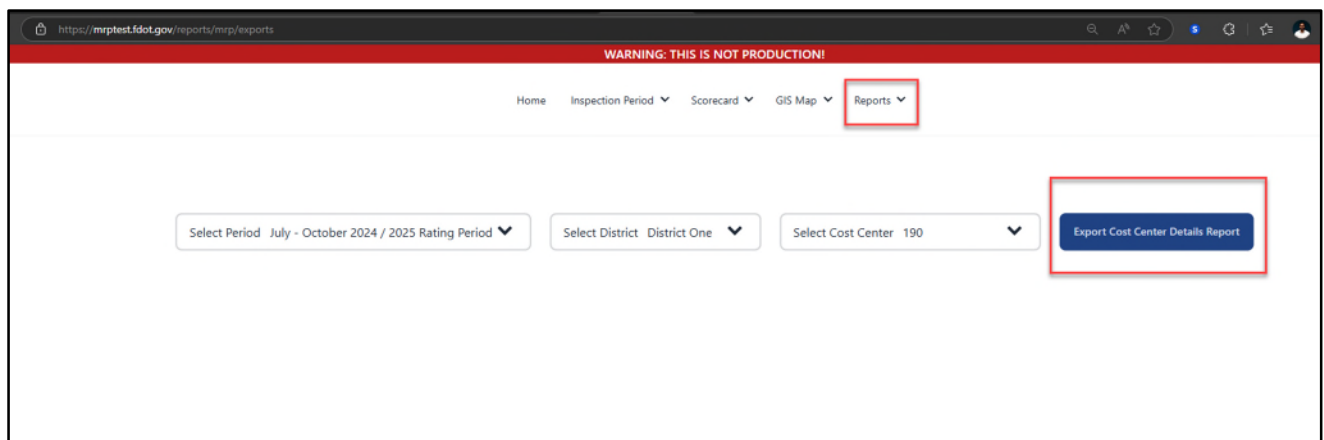 https://mrptest.fdot.gov/reports/mrp/exports
WARNING: THIS IS NOT PRODUCTION!
Home Inspection Period Scorecard GIS Map Reports
Select Period July - October 2024 / 2025 Rating Period Select District District One Select Cost Center 190 Export Cost Center Details Report